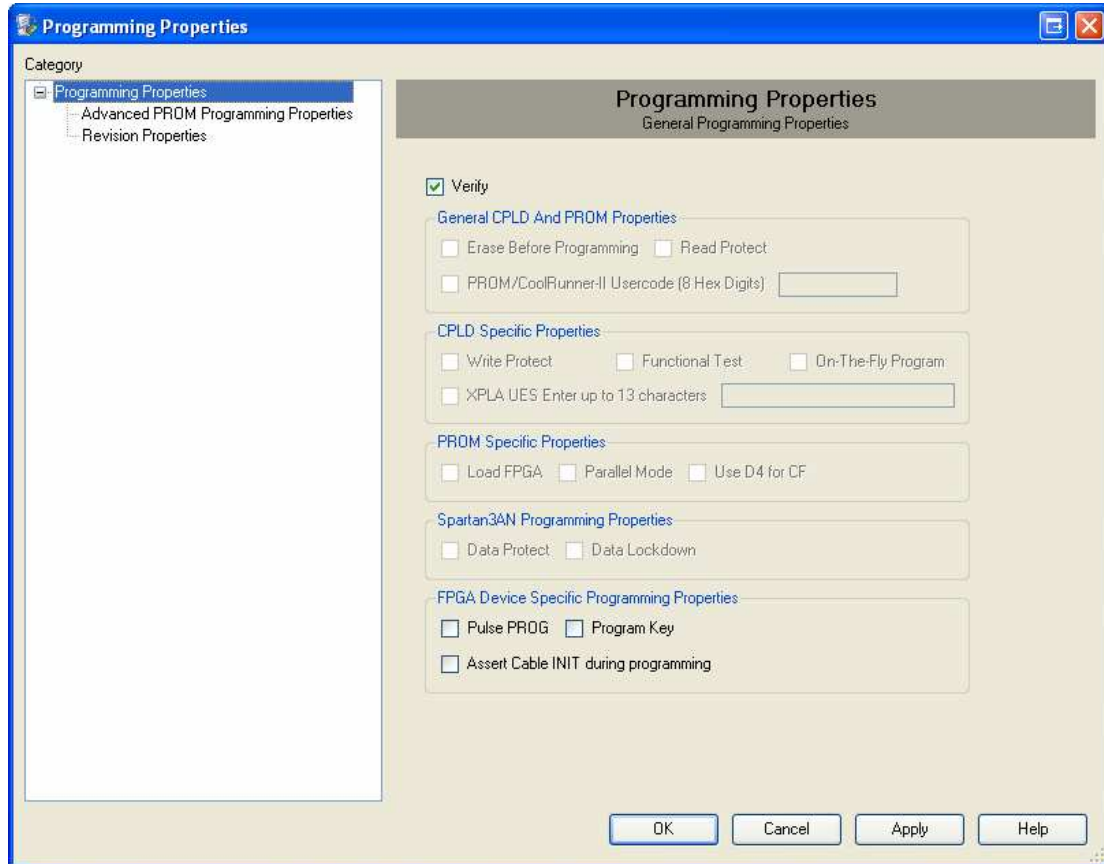 Programming Properties
Category
Programming Properties
Advanced PROM Programming Properties
Revision Properties
Programming Properties
General Programming Properties
Verify
General CPLD And PROM Properties
Erase Before Programming Read Protect
PROM/CoolRunner-II Usercode (8 Hex Digits)
CPLD Specific Properties
Write Protect Functional Test On-The-Fly Program
XPLA UES Enter up to 13 characters
PROM Specific Properties
Load FPGA Parallel Mode Use D4 for CF
Spartan3AN Programming Properties
Data Protect Data Lockdown
FPGA Device Specific Programming Properties
Pulse PROG Program Key
Assert Cable INIT during programming
OK Cancel Apply Help